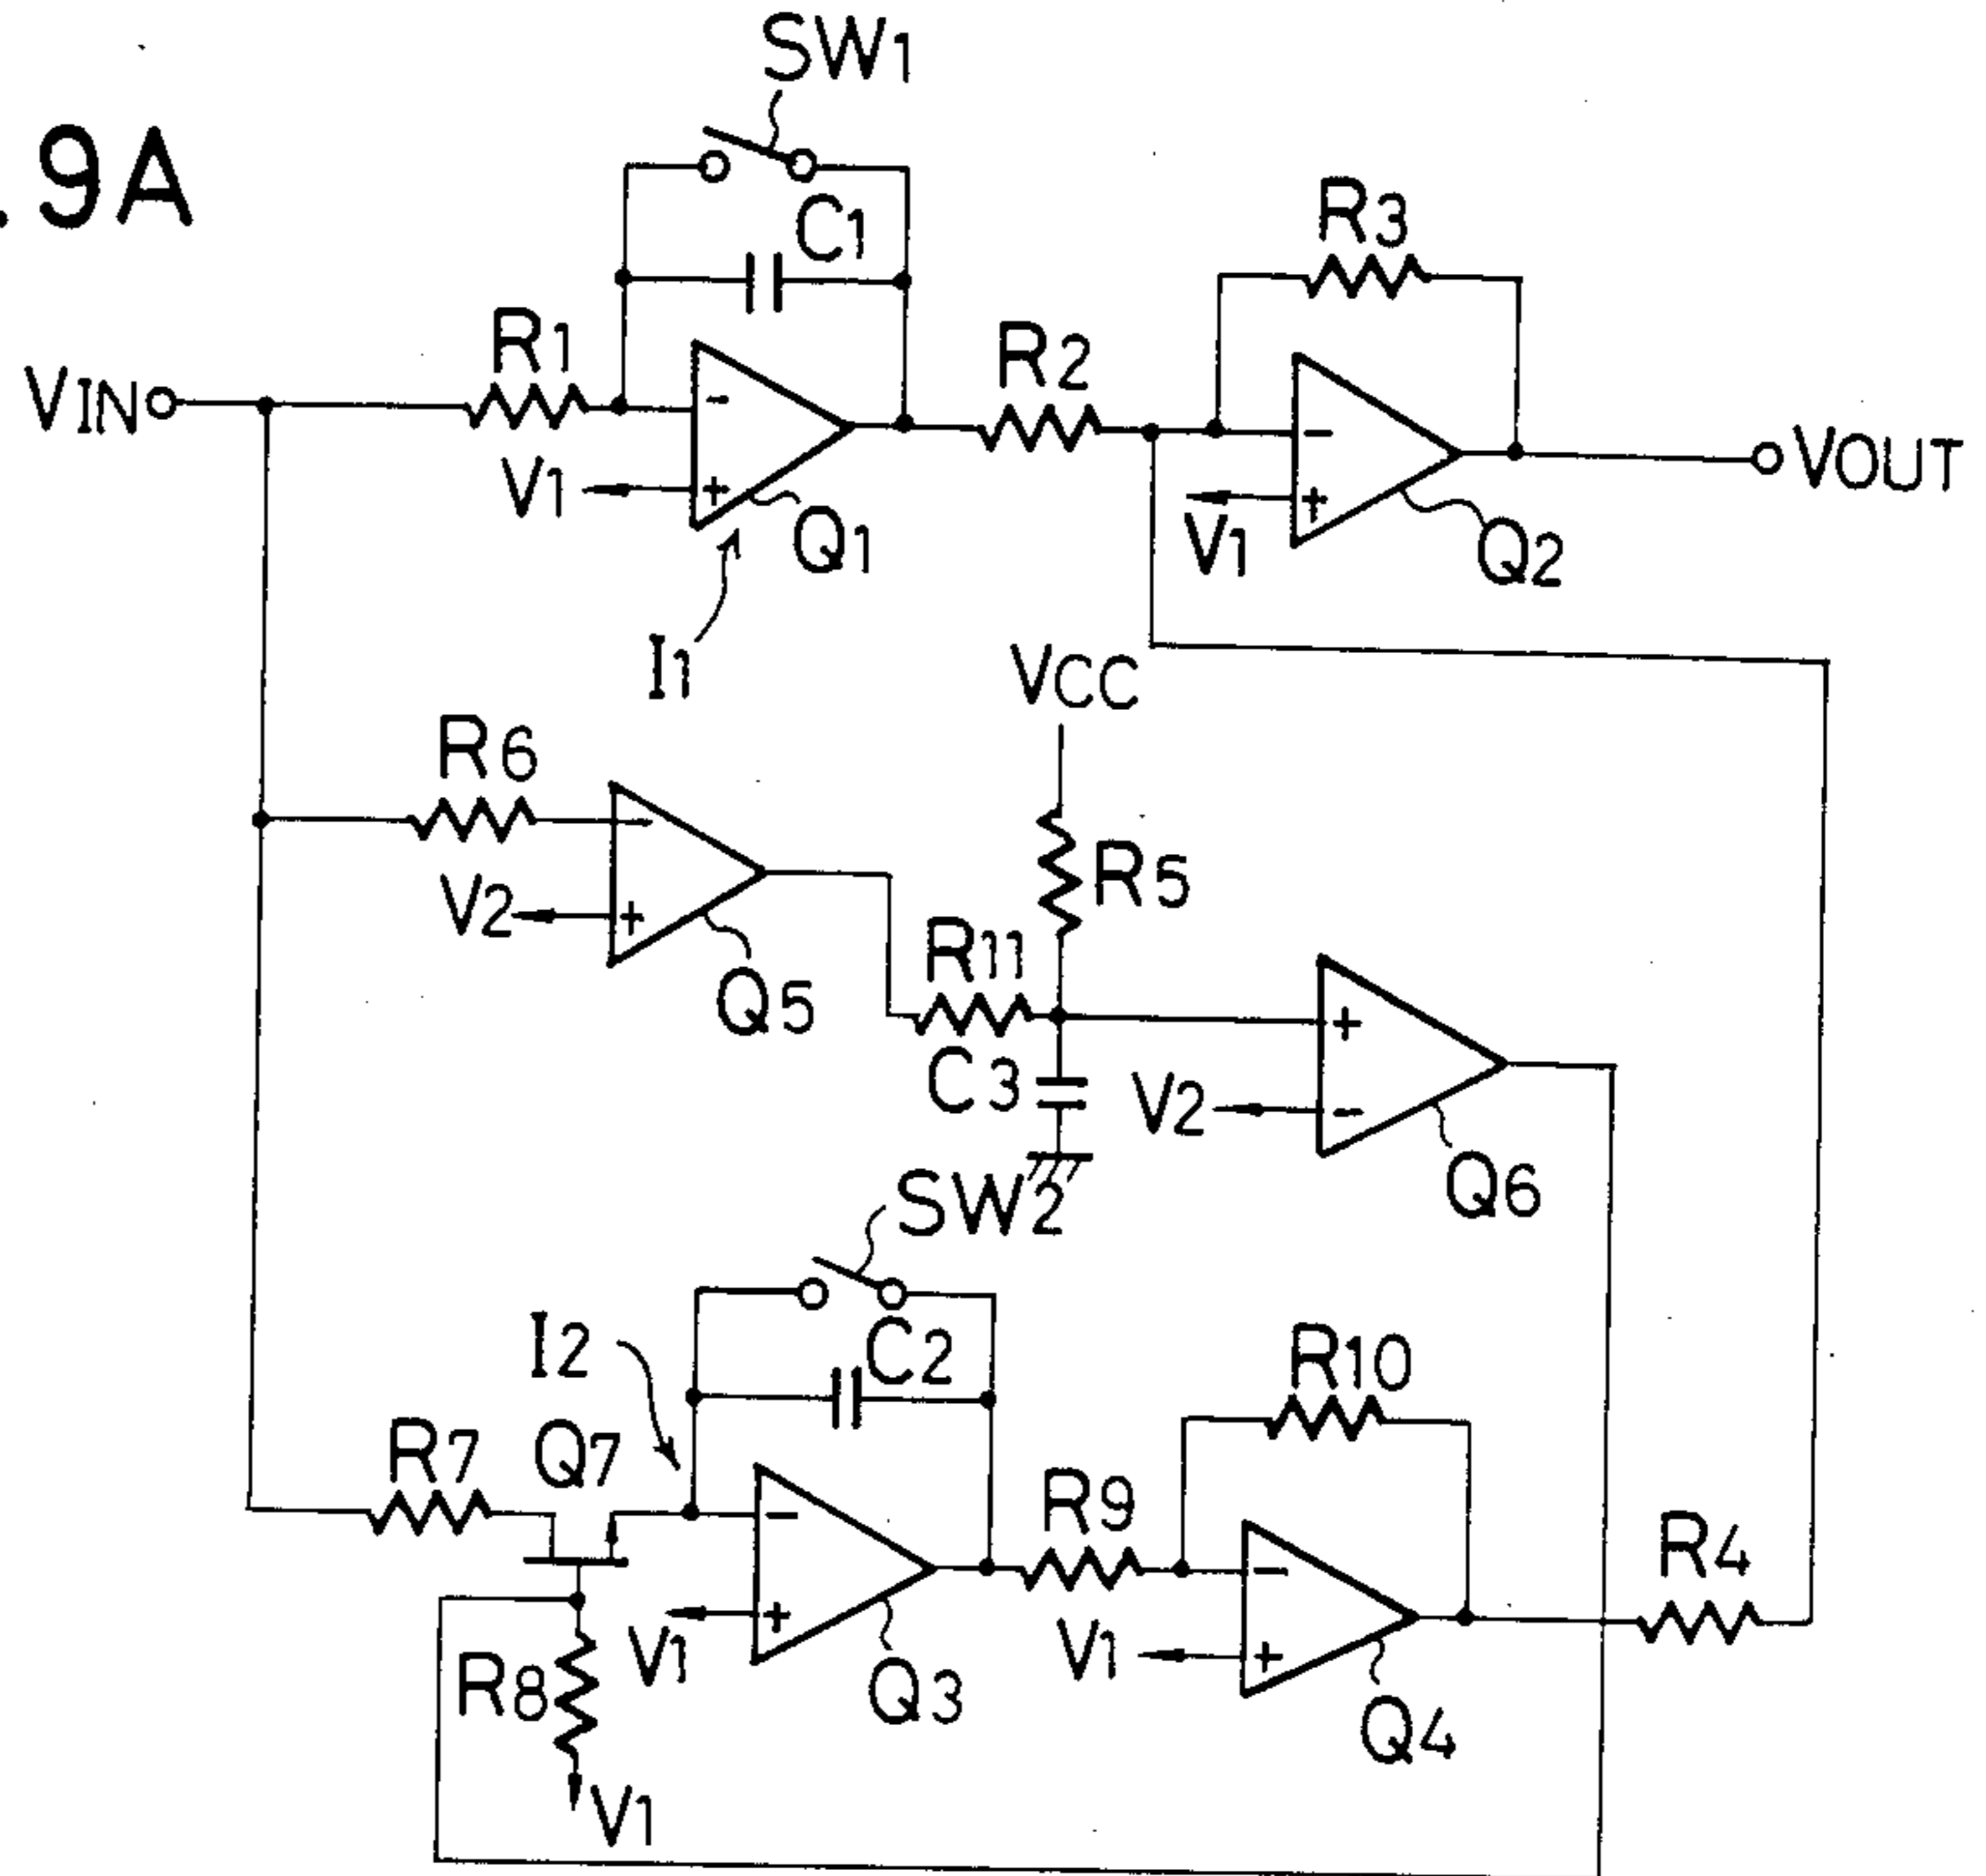 .9A
SW1
C1
R3
R1
R2
VIN
-
-
VOUT
V1
+
Q1
V1
+
Q2
I1
VCC
R6
-
R5
V2
+
Q5
R11
+
C3
V2
-
Q6
SW2
I2
C2
R10
R7
Q7
-
R9
-
R4
V1
+
Q3
V1
+
Q4
R8
V1